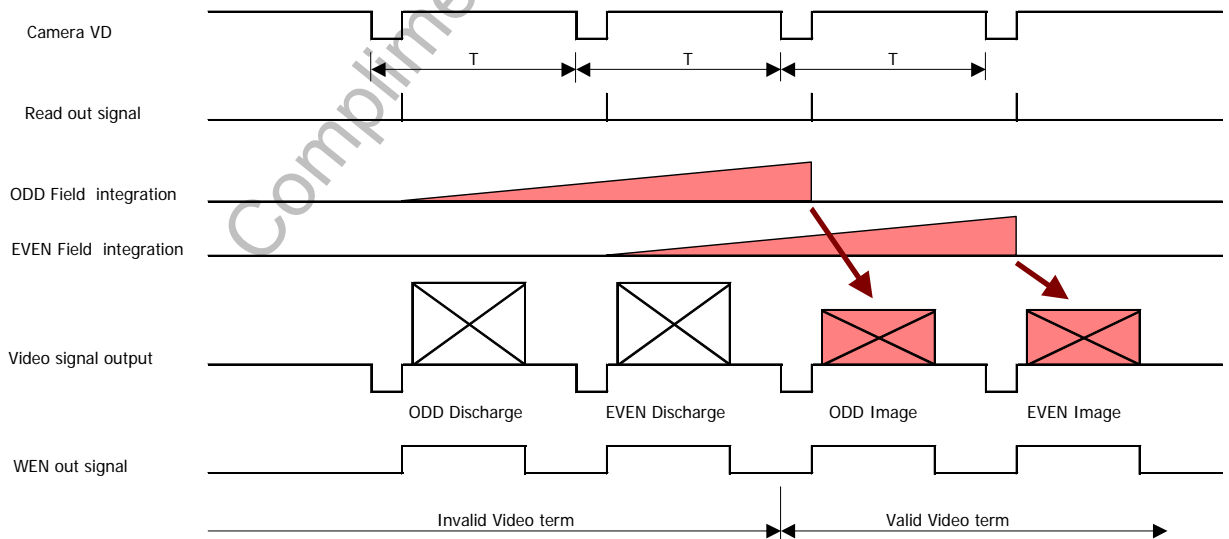 Camera VD
T T T
Read out signal
ODD Field integration
EVEN Field integration
Video signal output
ODD Discharge EVEN Discharge ODD Image EVEN Image
WEN out signal
Invalid Video term Valid Video term
Complime